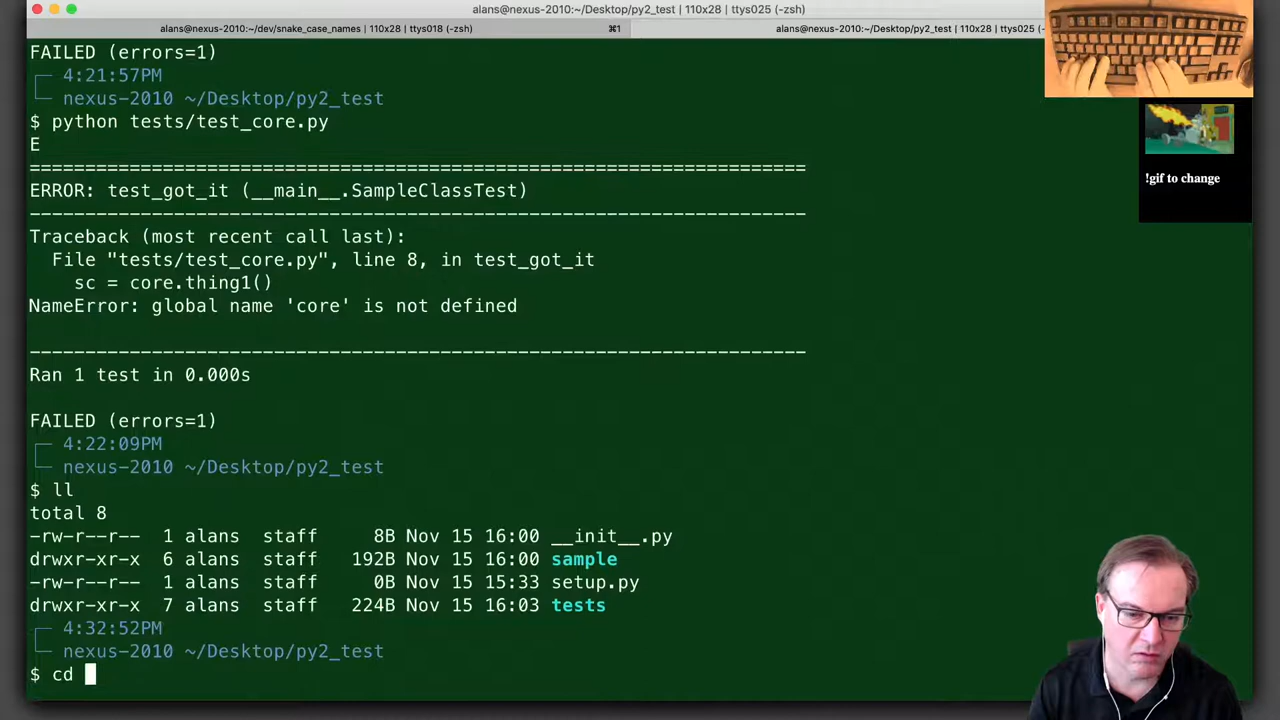 alans@nexus-2010:~/Desktop/py2_test | 110x28 | ttys025 (-zsh)
alans@nexus-2010:~/dev/snake_case_names | 110x28 | ttys018 (-zsh) ⌘1 alans@nexus-2010:~/Desktop/py2_test | 110x28 | ttys025 (-
FAILED (errors=1)
┌─ 4:21:57PM
└─ nexus-2010 ~/Desktop/py2_test
$ python tests/test_core.py
E
======================================================================
ERROR: test_got_it (__main__.SampleClassTest)
----------------------------------------------------------------------
Traceback (most recent call last):
File "tests/test_core.py", line 8, in test_got_it
sc = core.thing1()
NameError: global name 'core' is not defined
----------------------------------------------------------------------
Ran 1 test in 0.000s
FAILED (errors=1)
┌─ 4:22:09PM
└─ nexus-2010 ~/Desktop/py2_test
$ ll
total 8
-rw-r--r-- 1 alans staff 8B Nov 15 16:00 __init__.py
drwxr-xr-x 6 alans staff 192B Nov 15 16:00 sample
-rw-r--r-- 1 alans staff 0B Nov 15 15:33 setup.py
drwxr-xr-x 7 alans staff 224B Nov 15 16:03 tests
┌─ 4:32:52PM
└─ nexus-2010 ~/Desktop/py2_test
$ cd
!gif to change